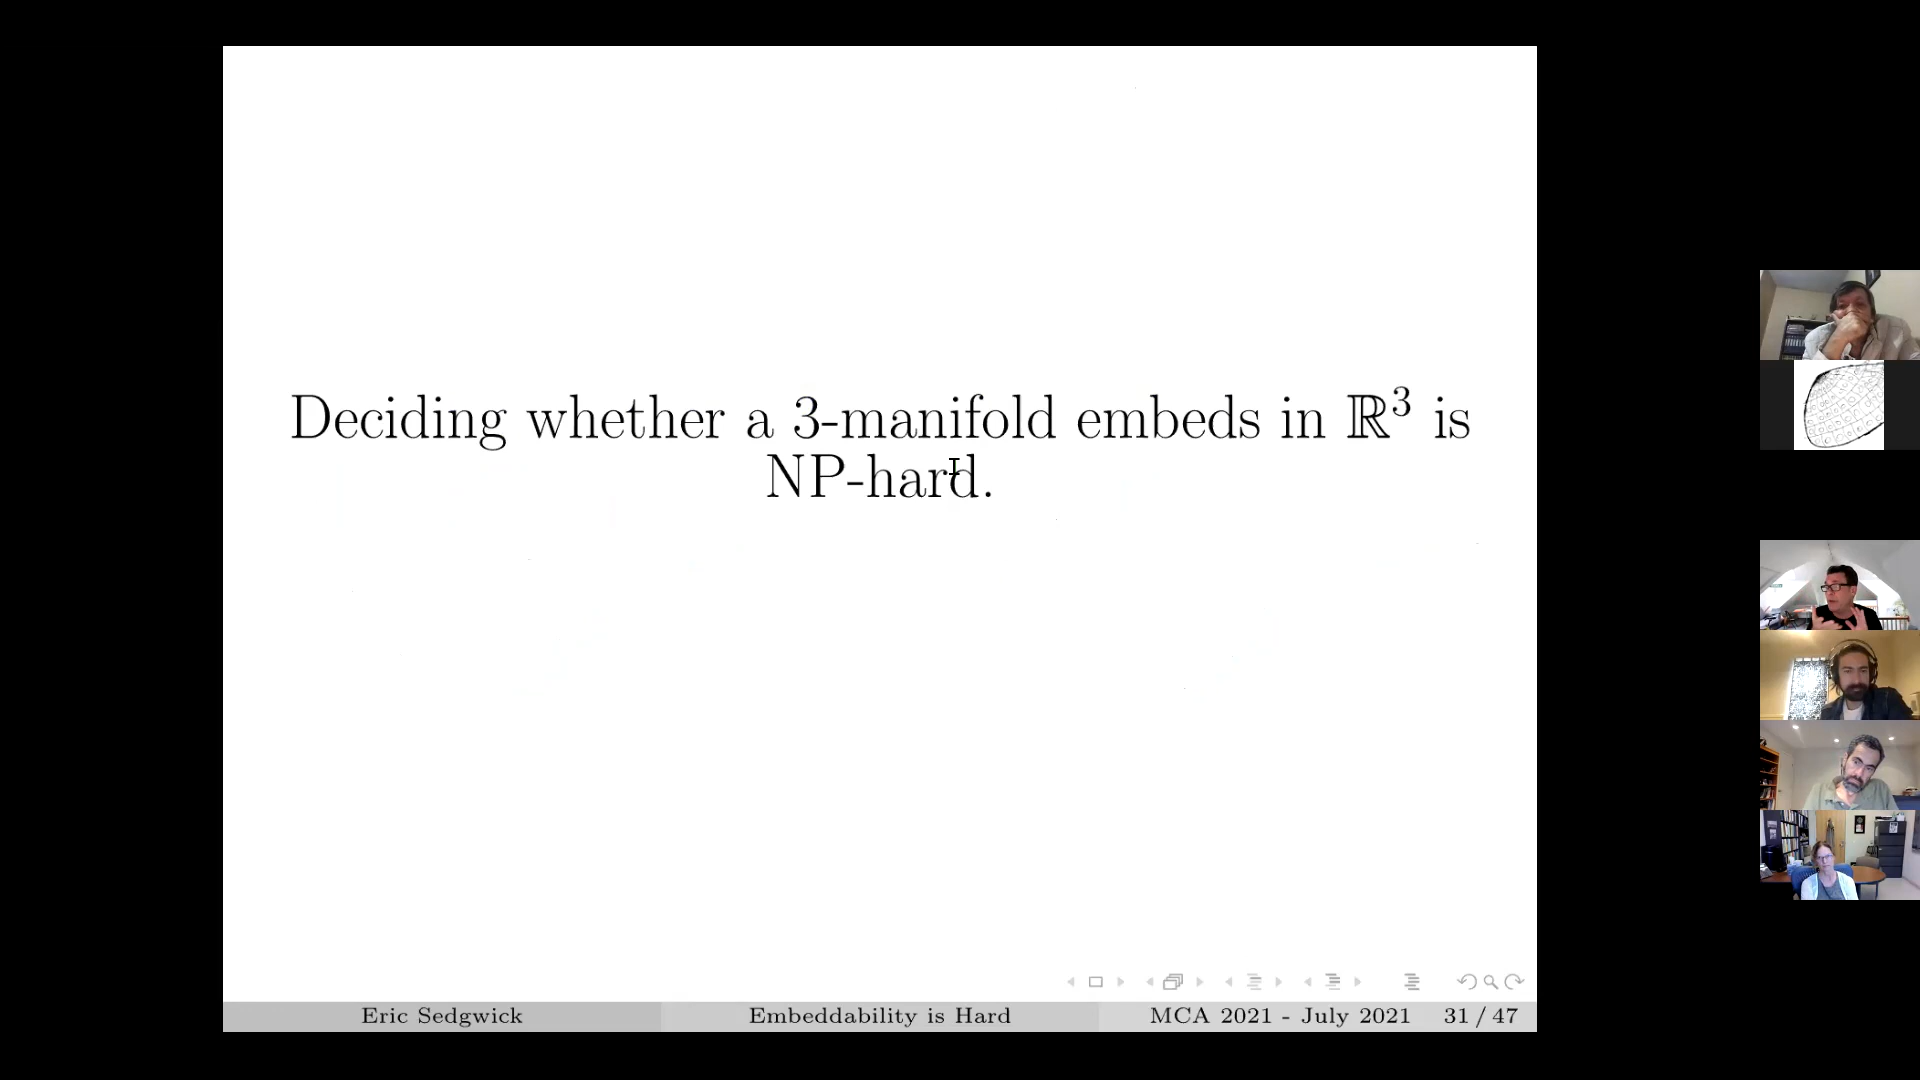 Deciding whether a 3-manifold embeds in ℝ³ is
NP-hard.
Eric Sedgwick
Embeddability is Hard
MCA 2021 - July 2021 31 / 47